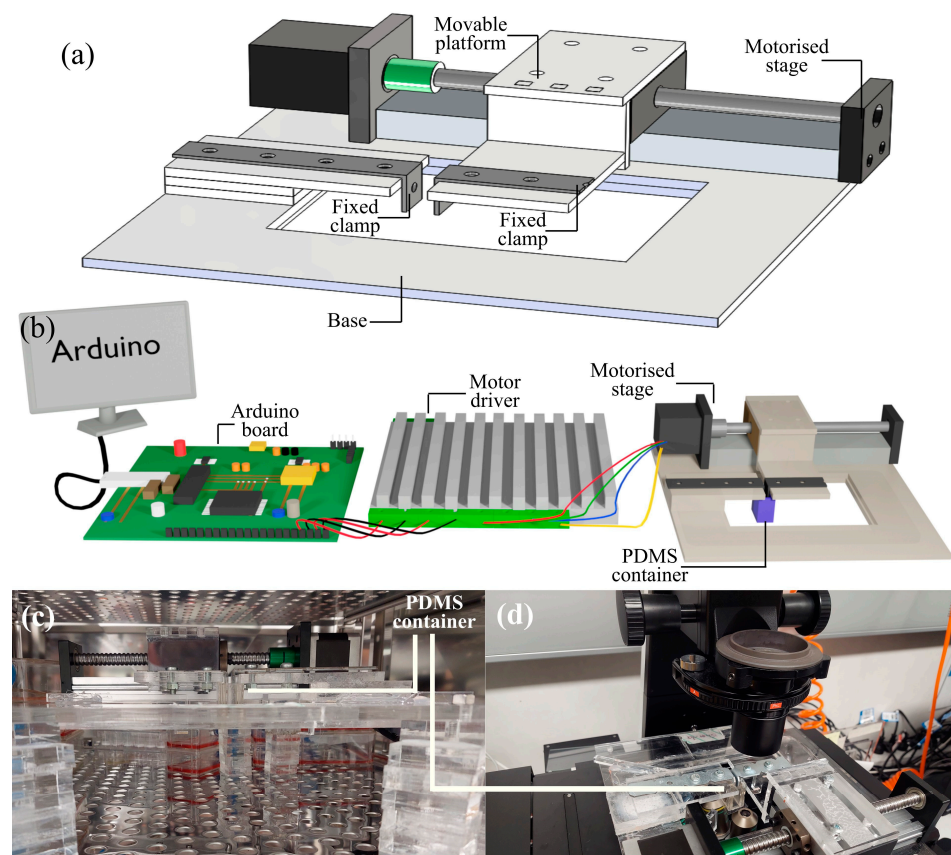 (a)
Movable
platform
Motorised
stage
Fixed
clamp
Fixed
clamp
Base
(b)
Arduino
Arduino
board
Motor
driver
Motorised
stage
PDMS
container
(c)
PDMS
container
(d)